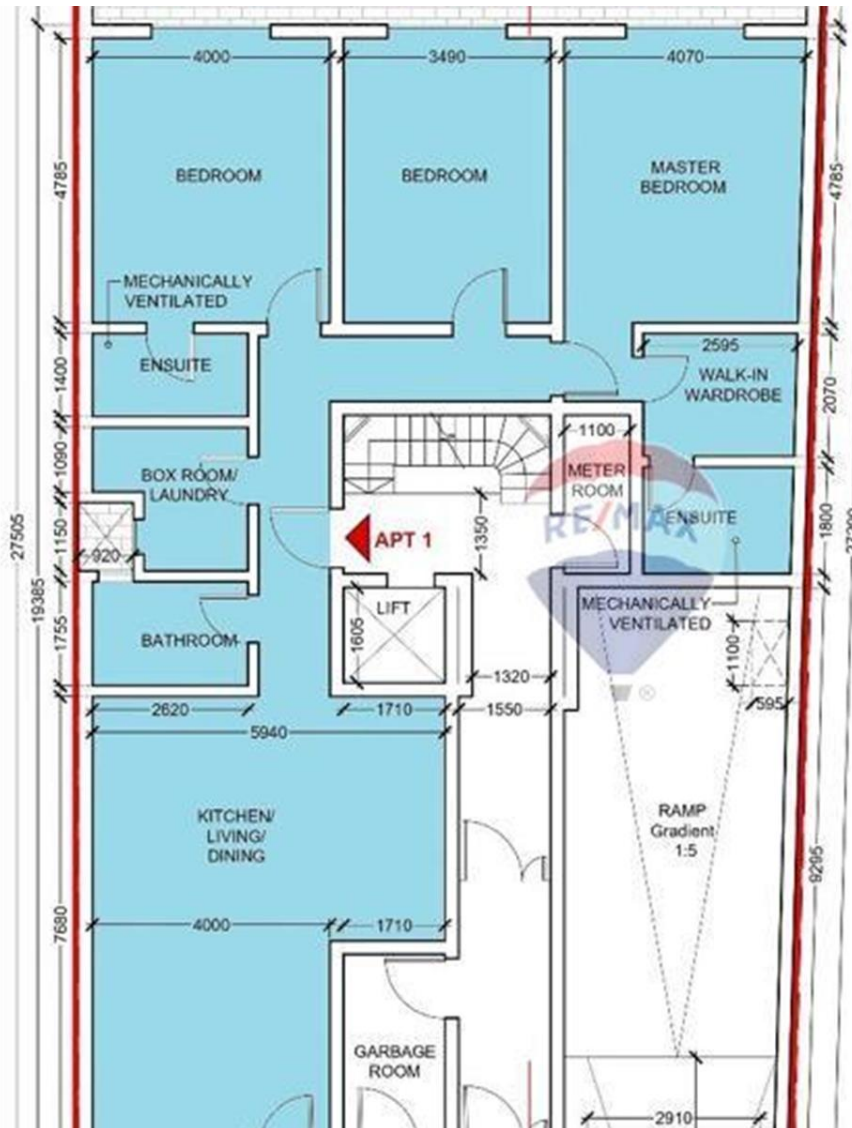 4000
3490
4070
4785
BEDROOM
BEDROOM
MASTER
BEDROOM
4785
MECHANICALLY
VENTILATED
ENSUITE
1400
2595
WALK-IN
WARDROBE
2070
1090
BOX ROOM/
LAUNDRY
1100
METER
ROOM
RE/MAX
ENSUITE
1800
27505
19385
1150
920
APT 1
1350
LIFT
1605
MECHANICALLY
VENTILATED
1755
BATHROOM
1100
1320
595
®
2620
1710
1550
5940
KITCHEN/
LIVING/
DINING
RAMP
Gradient
1:5
9295
7680
4000
1710
GARBAGE
ROOM
2910